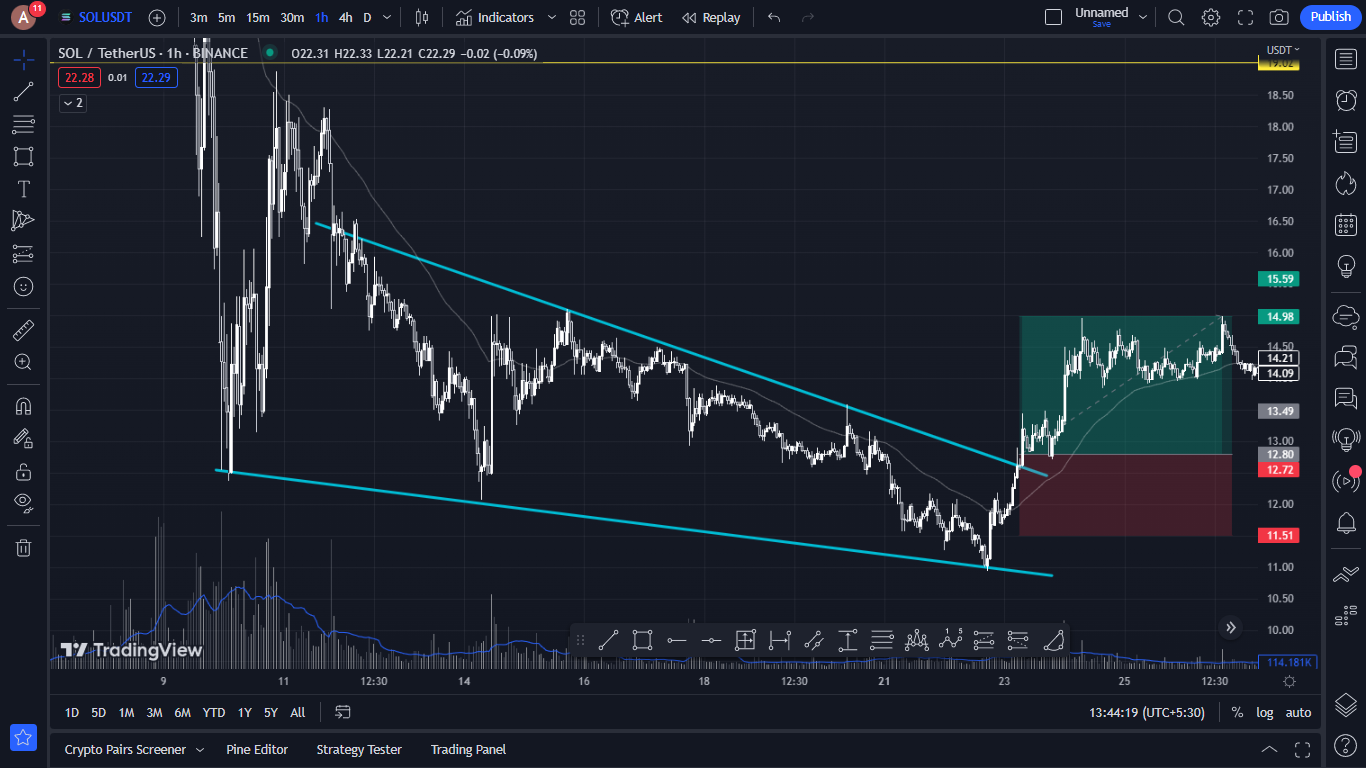 A 11 SOLUSDT 3m 5m 15m 30m 1h 4h D Indicators Alert Replay Unnamed Save Publish
SOL / TetherUS · 1h · BINANCE O22.31 H22.33 L22.21 C22.29 −0.02 (−0.09%) USDT
19.02
22.28 0.01 22.29
2
18.50
18.00
17.50
17.00
16.50
16.00
15.59
14.98
14.50
14.21
14.09
13.49
13.00
12.80
12.72
12.00
11.51
11.00
10.50
10.00
TradingView
114.181K
9 11 12:30 14 16 18 12:30 21 23 25 12:30
1D 5D 1M 3M 6M YTD 1Y 5Y All 13:44:19 (UTC+5:30) % log auto
Crypto Pairs Screener Pine Editor Strategy Tester Trading Panel